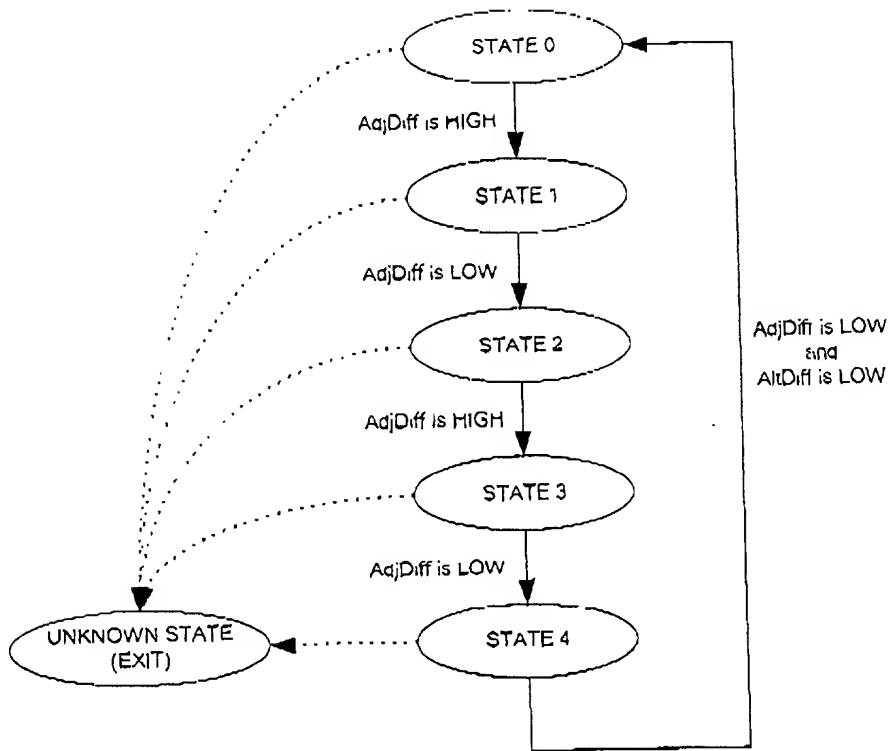 STATE 0
AdjDiff is HIGH
STATE 1
AdjDiff is LOW
STATE 2
AdjDiff is HIGH
STATE 3
AdjDiff is LOW
STATE 4
UNKNOWN STATE
(EXIT)
AdjDiff is LOW
and
AltDiff is LOW